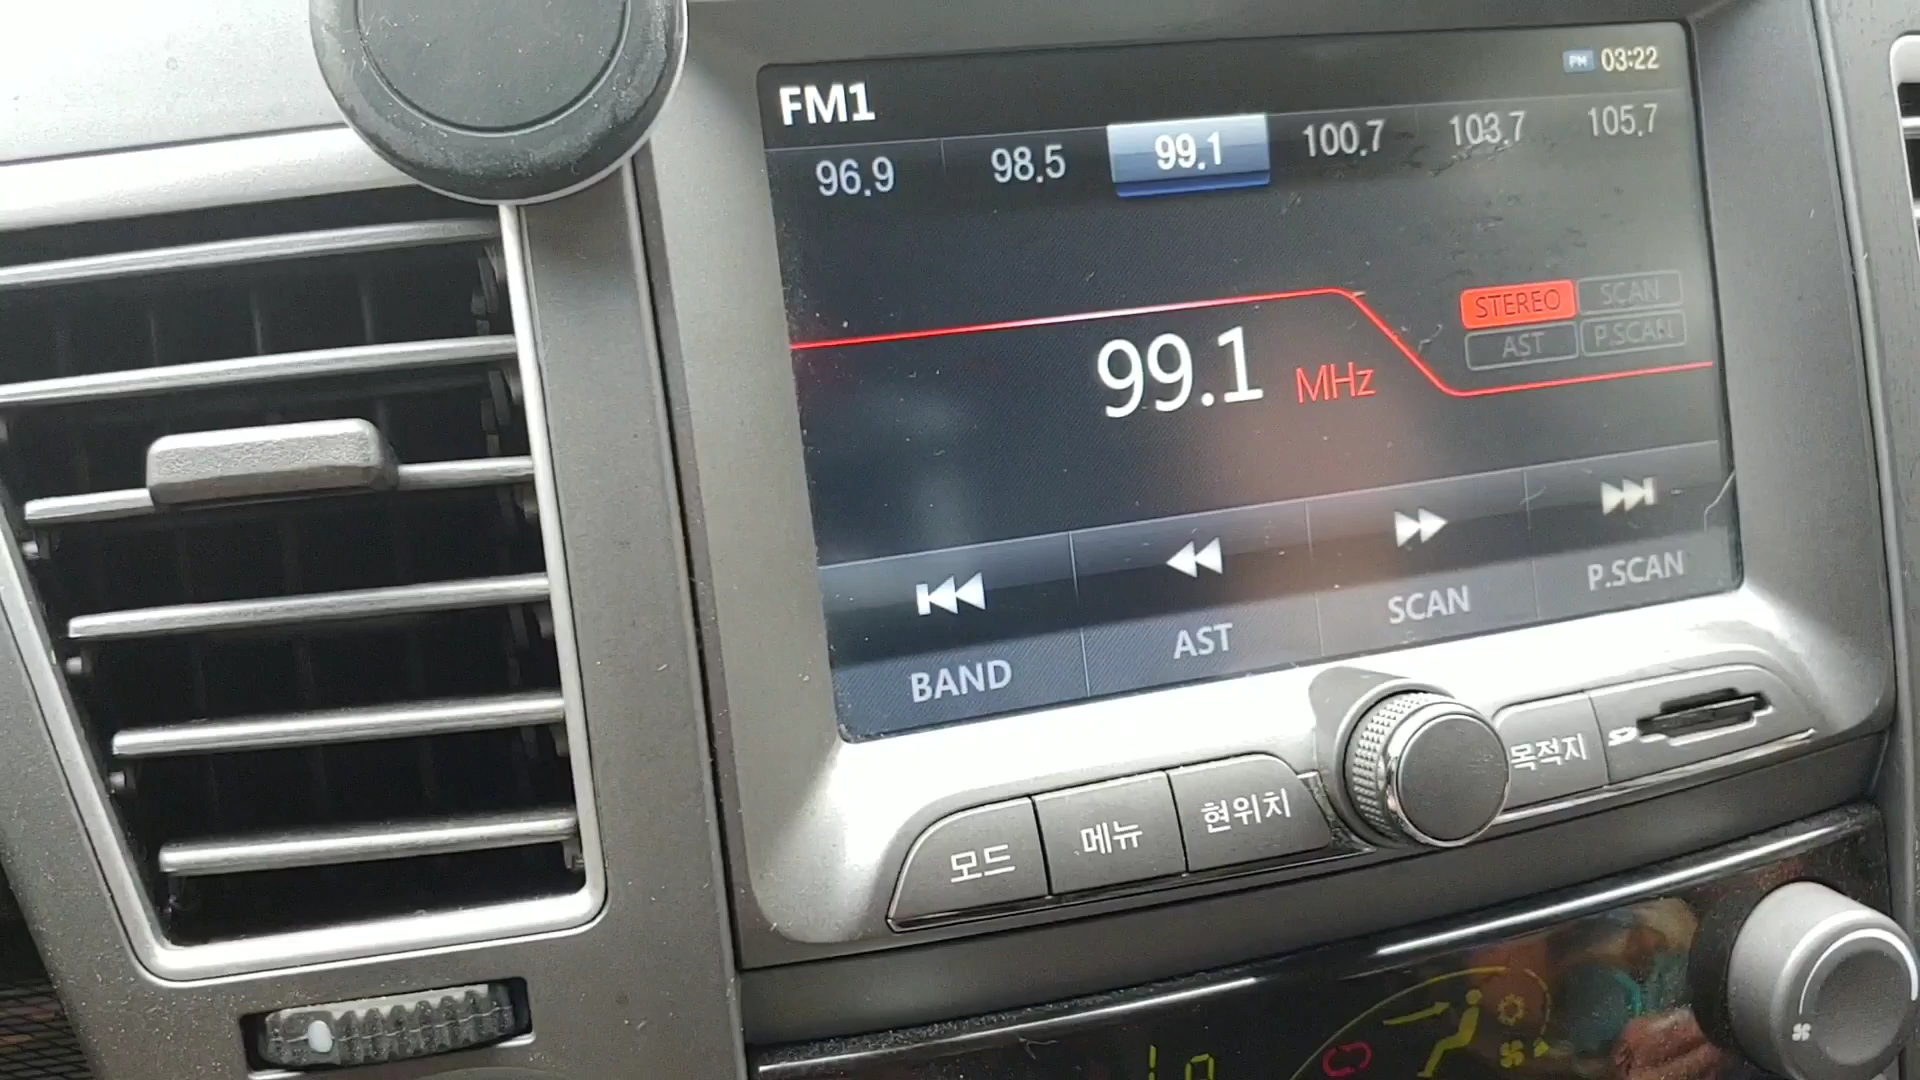 PM 03:22
FM1
96.9 98.5 99.1 100.7 103.7 105.7
STEREO SCAN
AST P.SCAN
99.1 MHz
BAND AST SCAN P.SCAN
모드 메뉴 현위치 목적지 SD